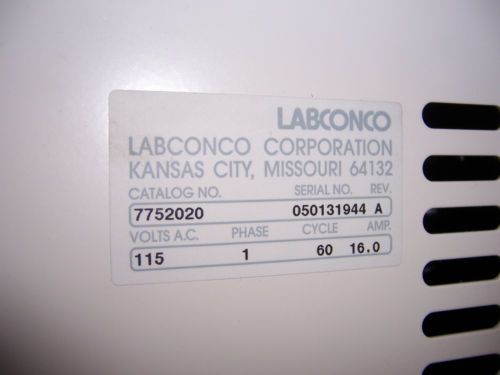 LABCONCO
LABCONCO CORPORATION
KANSAS CITY, MISSOURI 64132
CATALOG NO. SERIAL NO. REV.
7752020 050131944 A
VOLTS A.C. PHASE CYCLE AMP.
115 1 60 16.0